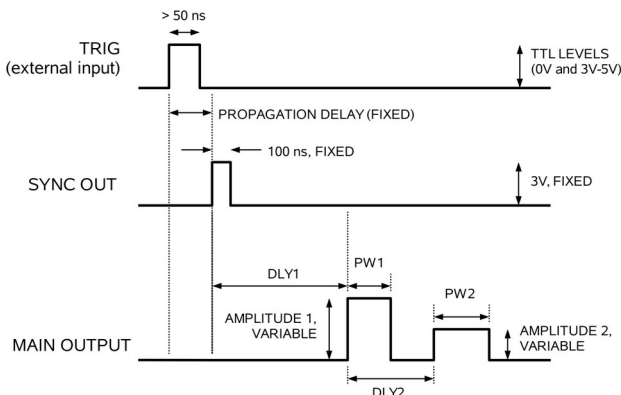 > 50 ns
TRIG
(external input)
TTL LEVELS
(0V and 3V-5V)
PROPAGATION DELAY (FIXED)
100 ns, FIXED
SYNC OUT
3V, FIXED
DLY1
PW1
PW2
AMPLITUDE 1,
VARIABLE
AMPLITUDE 2,
VARIABLE
MAIN OUTPUT
DLY2